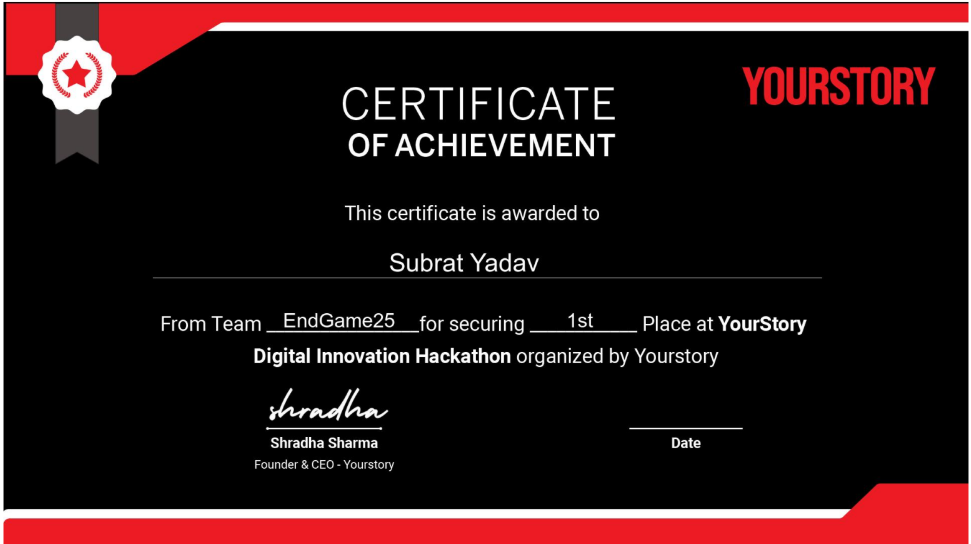 YOURSTORY
CERTIFICATE
OF ACHIEVEMENT
This certificate is awarded to
Subrat Yadav
From Team EndGame25 for securing 1st Place at YourStory
Digital Innovation Hackathon organized by Yourstory
shradha
Shradha Sharma
Founder & CEO - Yourstory
Date